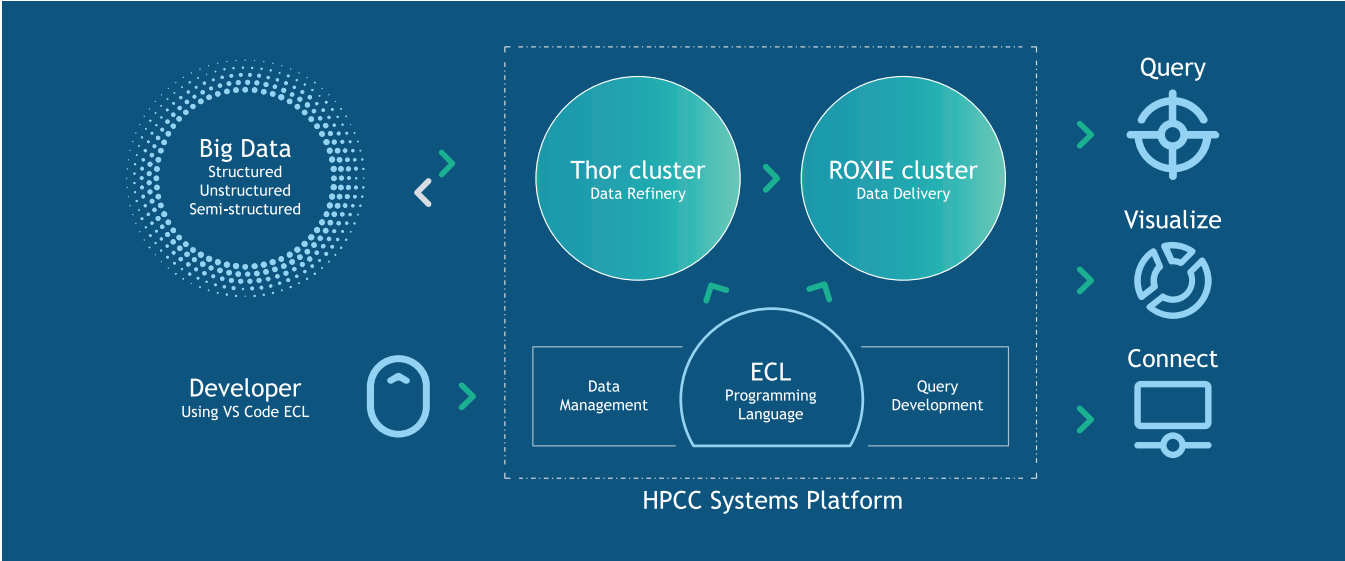 Big Data
Structured
Unstructured
Semi-structured
Developer
Using VS Code ECL
Thor cluster
Data Refinery
ROXIE cluster
Data Delivery
Data
Management
ECL
Programming
Language
Query
Development
HPCC Systems Platform
Query
Visualize
Connect